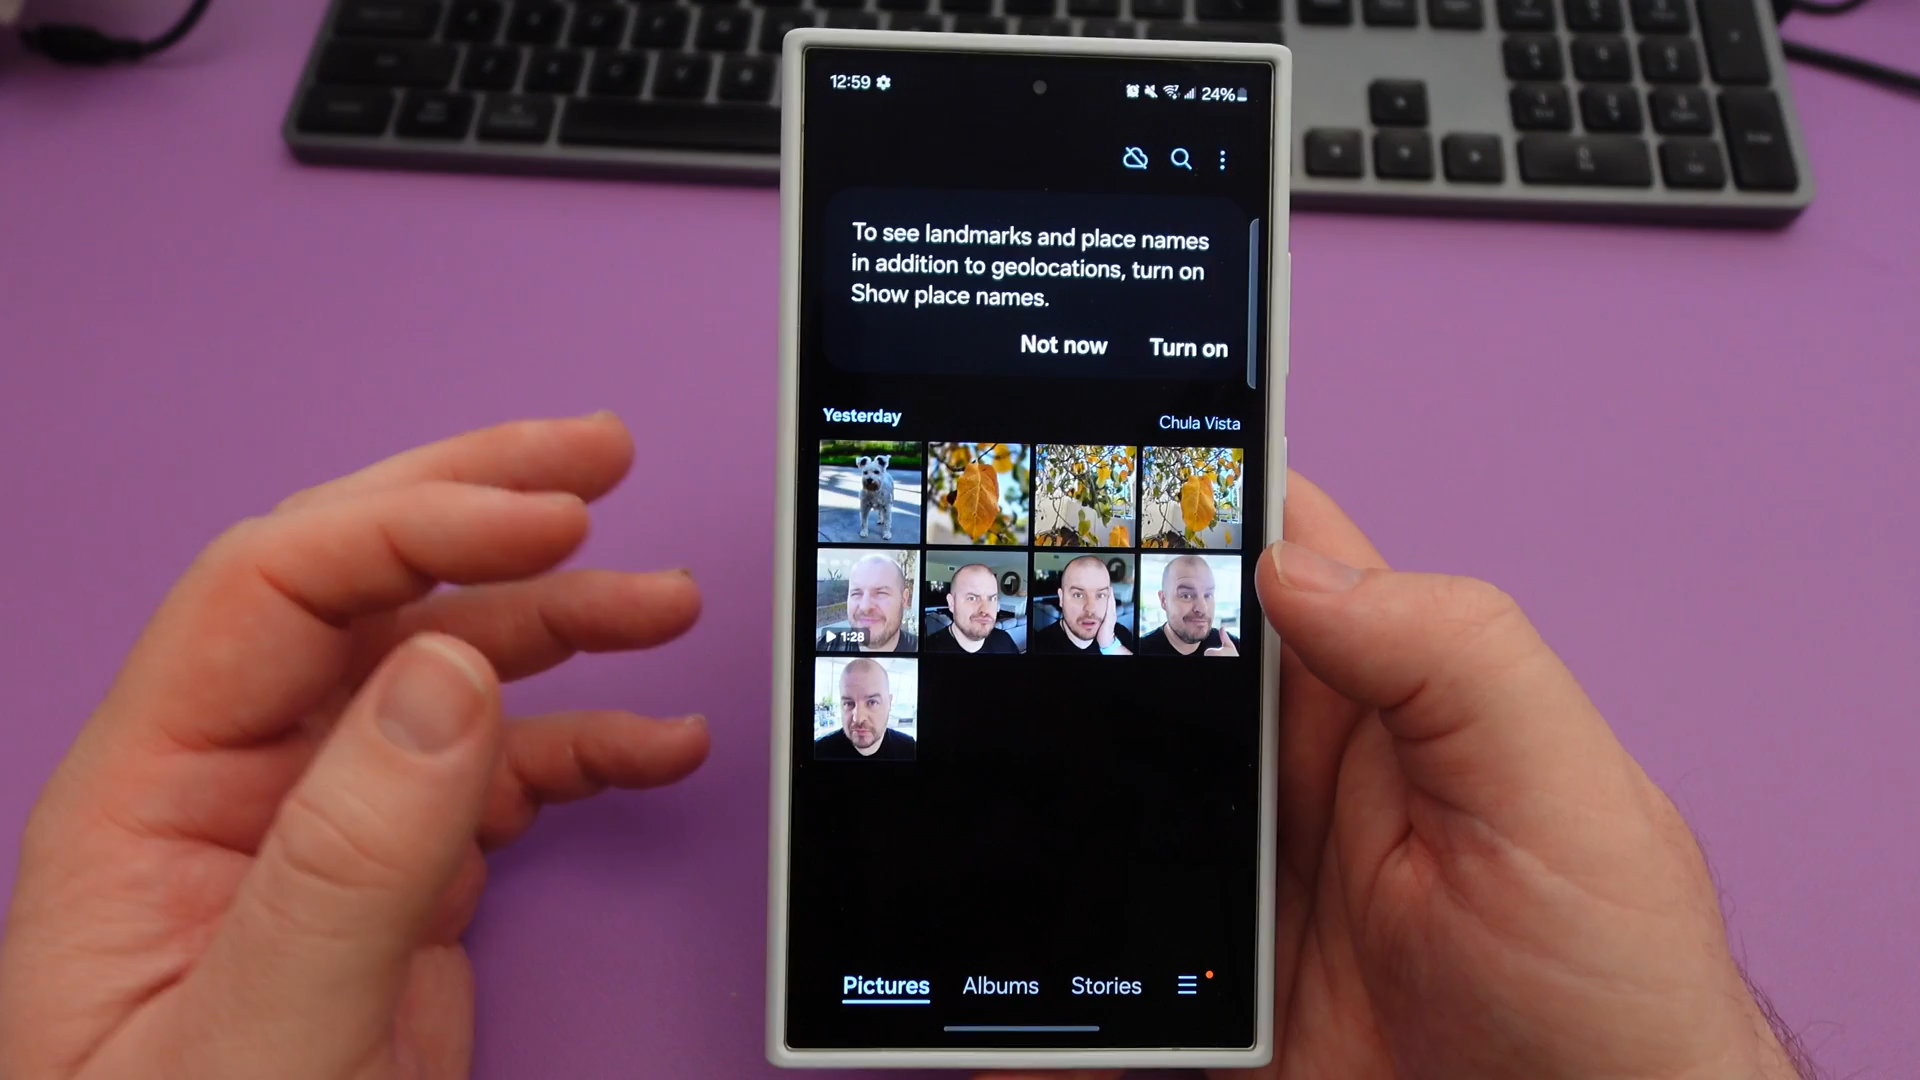 12:59
24%
To see landmarks and place names
in addition to geolocations, turn on
Show place names.
Not now Turn on
Yesterday Chula Vista
1:28
Pictures Albums Stories